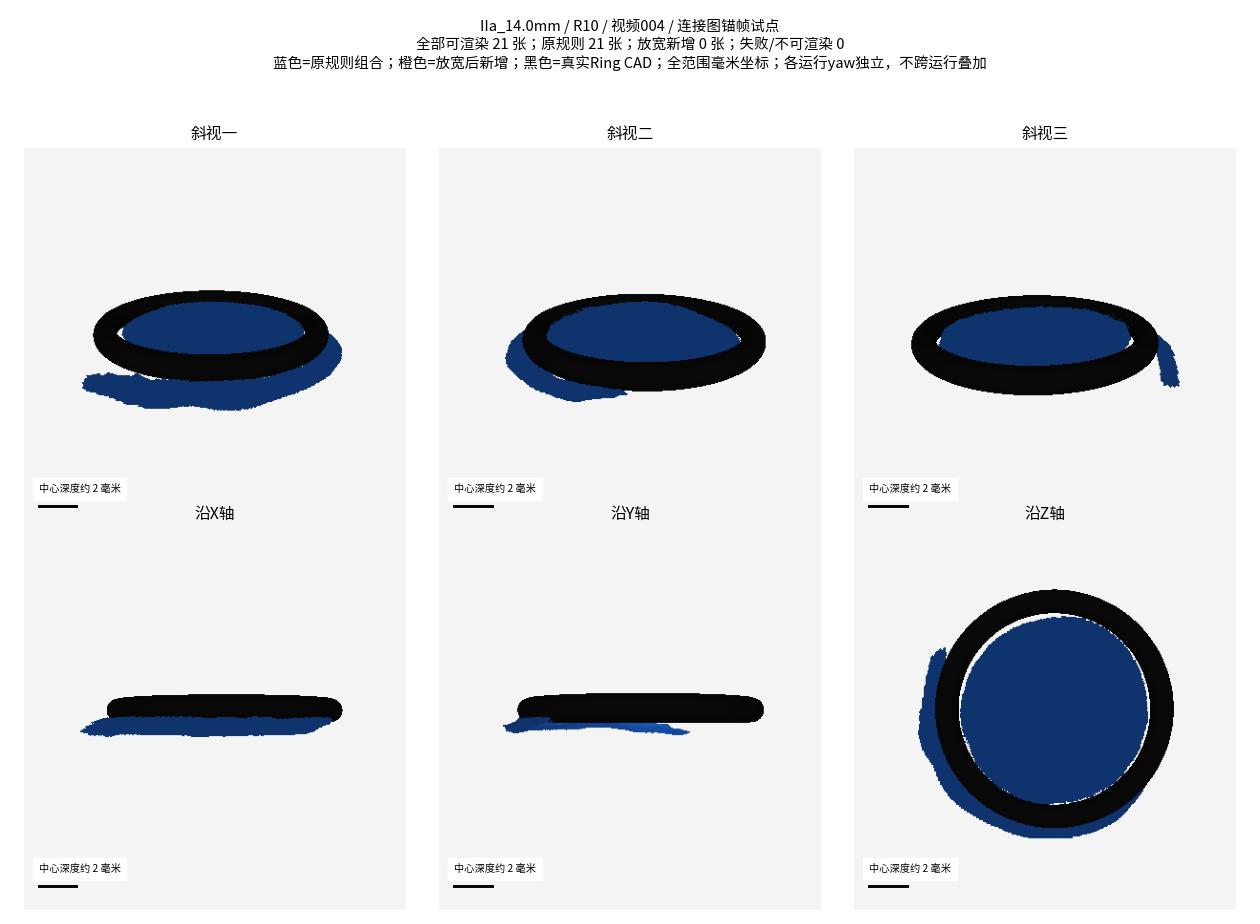 IIa_14.0mm / R10 / 视频004 / 连接图锚帧试点
全部可渲染 21 张；原规则 21 张；放宽新增 0 张；失败/不可渲染 0
蓝色=原规则组合；橙色=放宽后新增；黑色=真实Ring CAD；全范围毫米坐标；各运行yaw独立，不跨运行叠加
斜视一
斜视二
斜视三
中心深度约 2 毫米
中心深度约 2 毫米
中心深度约 2 毫米
沿X轴
沿Y轴
沿Z轴
中心深度约 2 毫米
中心深度约 2 毫米
中心深度约 2 毫米